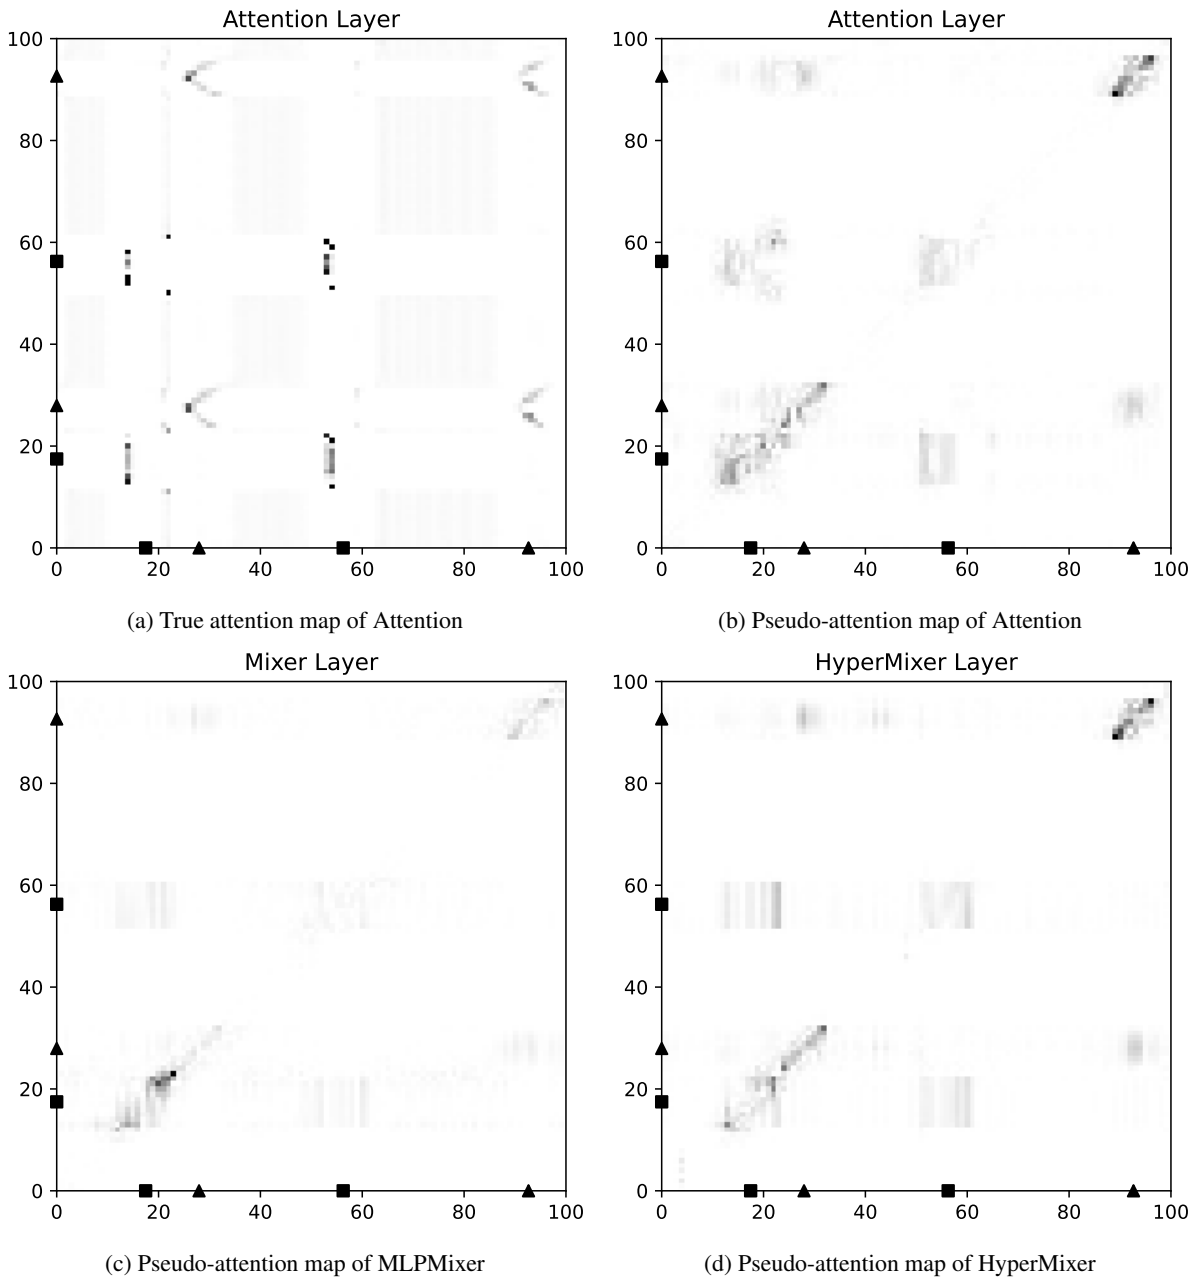 Attention Layer
100
80
60
40
20
0
0 20 40 60 80 100
(a) True attention map of Attention
Attention Layer
100
80
60
40
20
0
0 20 40 60 80 100
(b) Pseudo-attention map of Attention
Mixer Layer
100
80
60
40
20
0
0 20 40 60 80 100
(c) Pseudo-attention map of MLPMixer
HyperMixer Layer
100
80
60
40
20
0
0 20 40 60 80 100
(d) Pseudo-attention map of HyperMixer